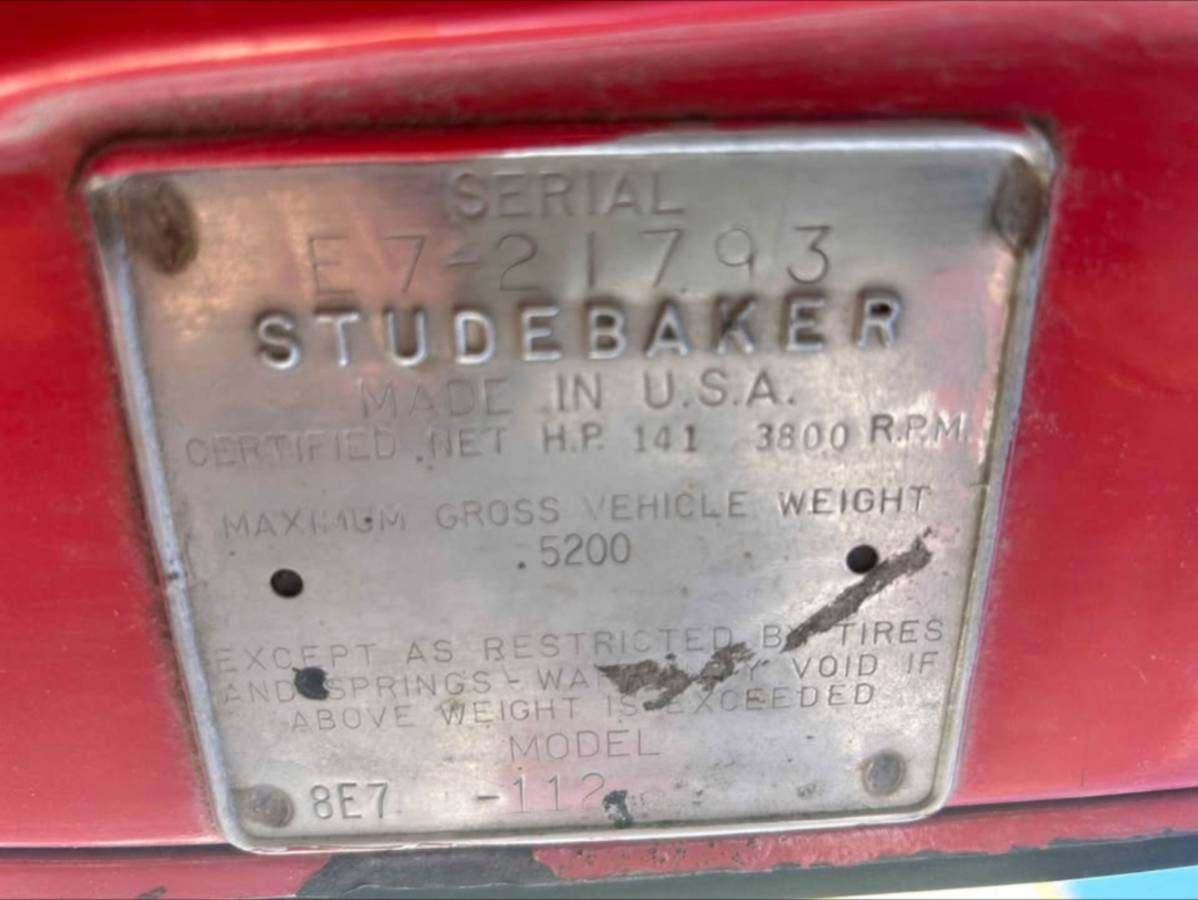 SERIAL
E7-21793
STUDEBAKER
MADE IN U.S.A.
CERTIFIED NET H.P. 141 3800 R.P.M.
MAXIMUM GROSS VEHICLE WEIGHT
5200
EXCEPT AS RESTRICTED BY TIRES
AND SPRINGS - WARRANTY VOID IF
ABOVE WEIGHT IS EXCEEDED
MODEL
8E7 -112